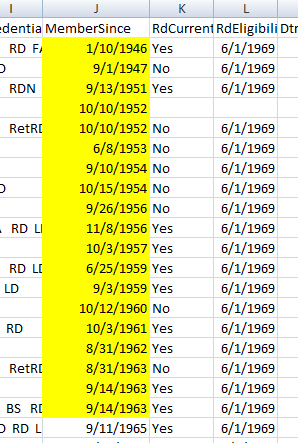 I J K L
edentia MemberSince RdCurrent RdEligibili Dtr
RD FA 1/10/1946 Yes 6/1/1969
D 9/1/1947 No 6/1/1969
RDN 9/13/1951 Yes 6/1/1969
10/10/1952
RetRD 10/10/1952 No 6/1/1969
6/8/1953 No 6/1/1969
9/10/1954 No 6/1/1969
D 10/15/1954 No 6/1/1969
9/26/1956 No 6/1/1969
RD LD 11/8/1956 Yes 6/1/1969
10/3/1957 Yes 6/1/1969
RD LD 6/25/1959 Yes 6/1/1969
LD 9/3/1959 Yes 6/1/1969
10/12/1960 No 6/1/1969
RD 10/3/1961 Yes 6/1/1969
8/31/1962 Yes 6/1/1969
RetRD 8/31/1963 No 6/1/1969
9/14/1963 Yes 6/1/1969
BS RD 9/14/1963 Yes 6/1/1969
D RD L 9/11/1965 Yes 6/1/1969